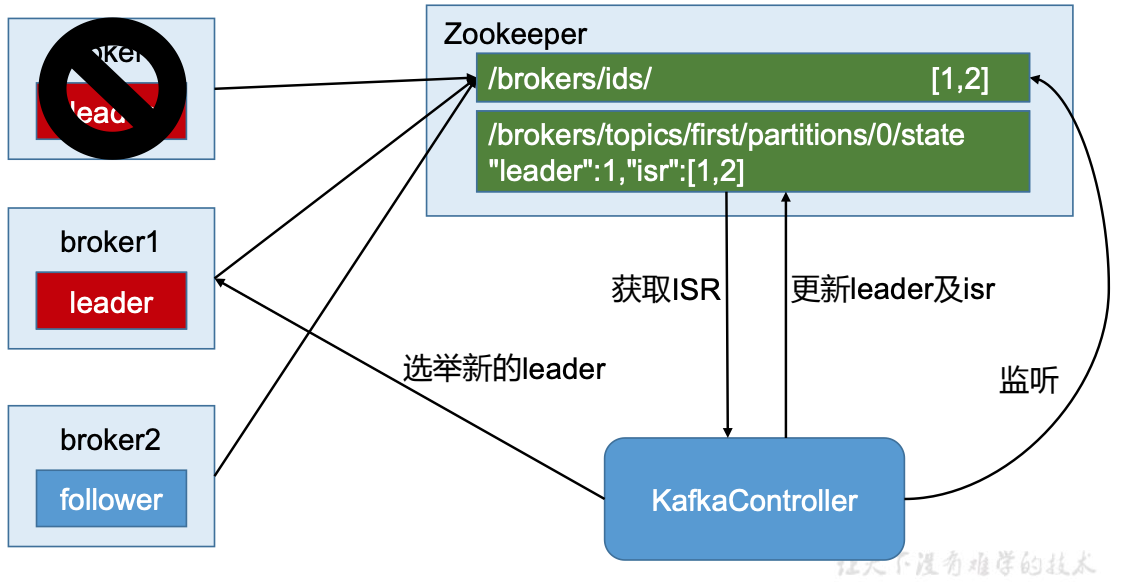 leader
broker1
leader
broker2
follower
Zookeeper
/brokers/ids/ [1,2]
/brokers/topics/first/partitions/0/state
"leader":1,"isr":[1,2]
获取ISR
更新leader及isr
选举新的leader
监听
KafkaController
让天下没有难学的技术